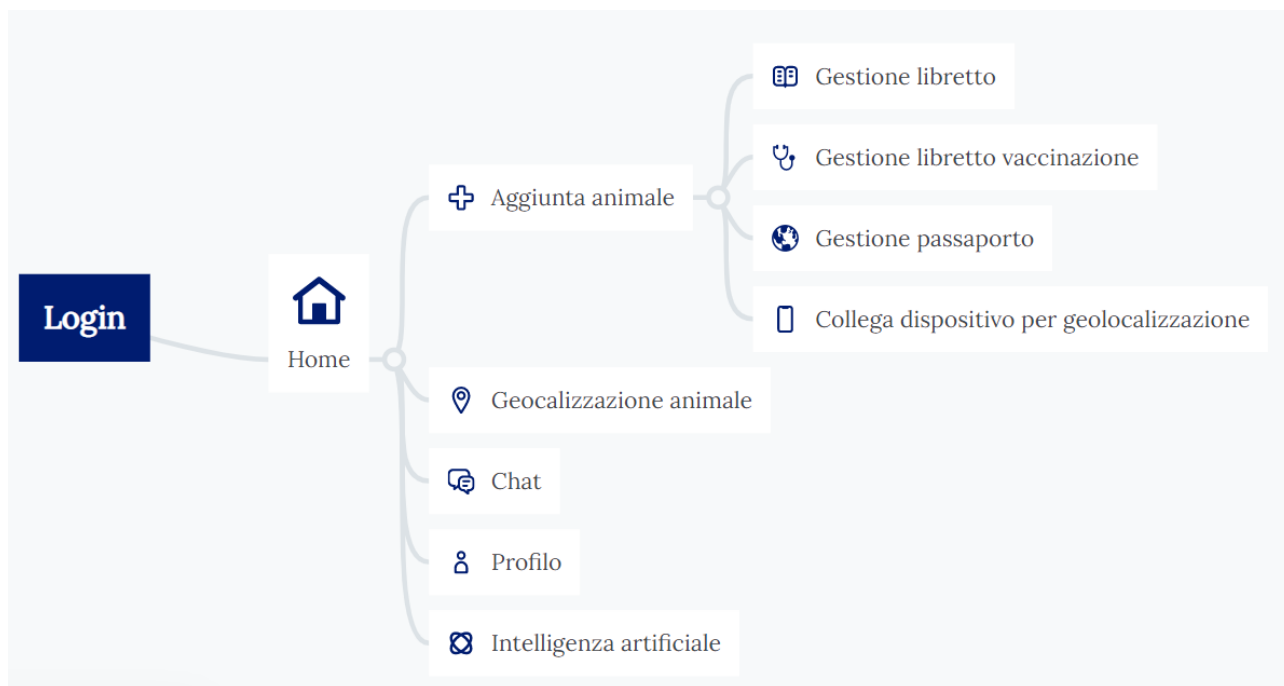 Login
Home
Aggiunta animale
Gestione libretto
Gestione libretto vaccinazione
Gestione passaporto
Collega dispositivo per geolocalizzazione
Geocalizzazione animale
Chat
Profilo
Intelligenza artificiale